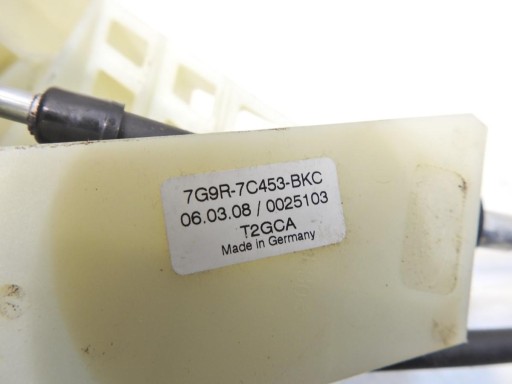 7G9R-7C453-BKC
06.03.08 / 0025103
T2GCA
Made in Germany